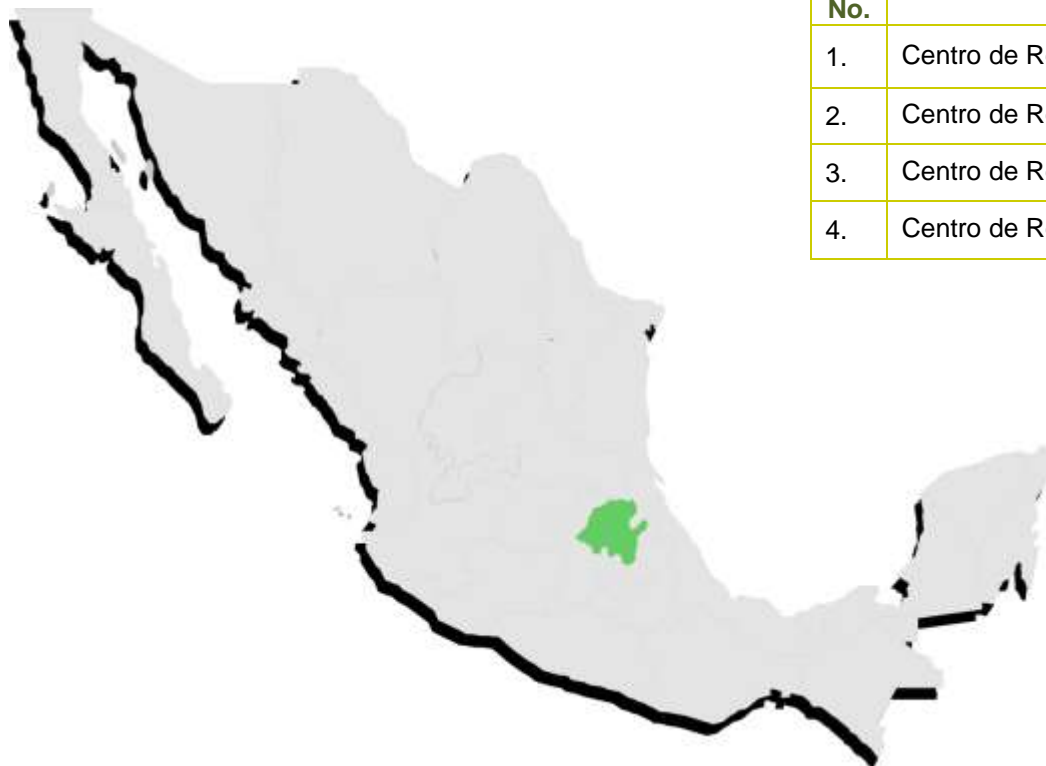 No.
1. Centro de R
2. Centro de R
3. Centro de R
4. Centro de R